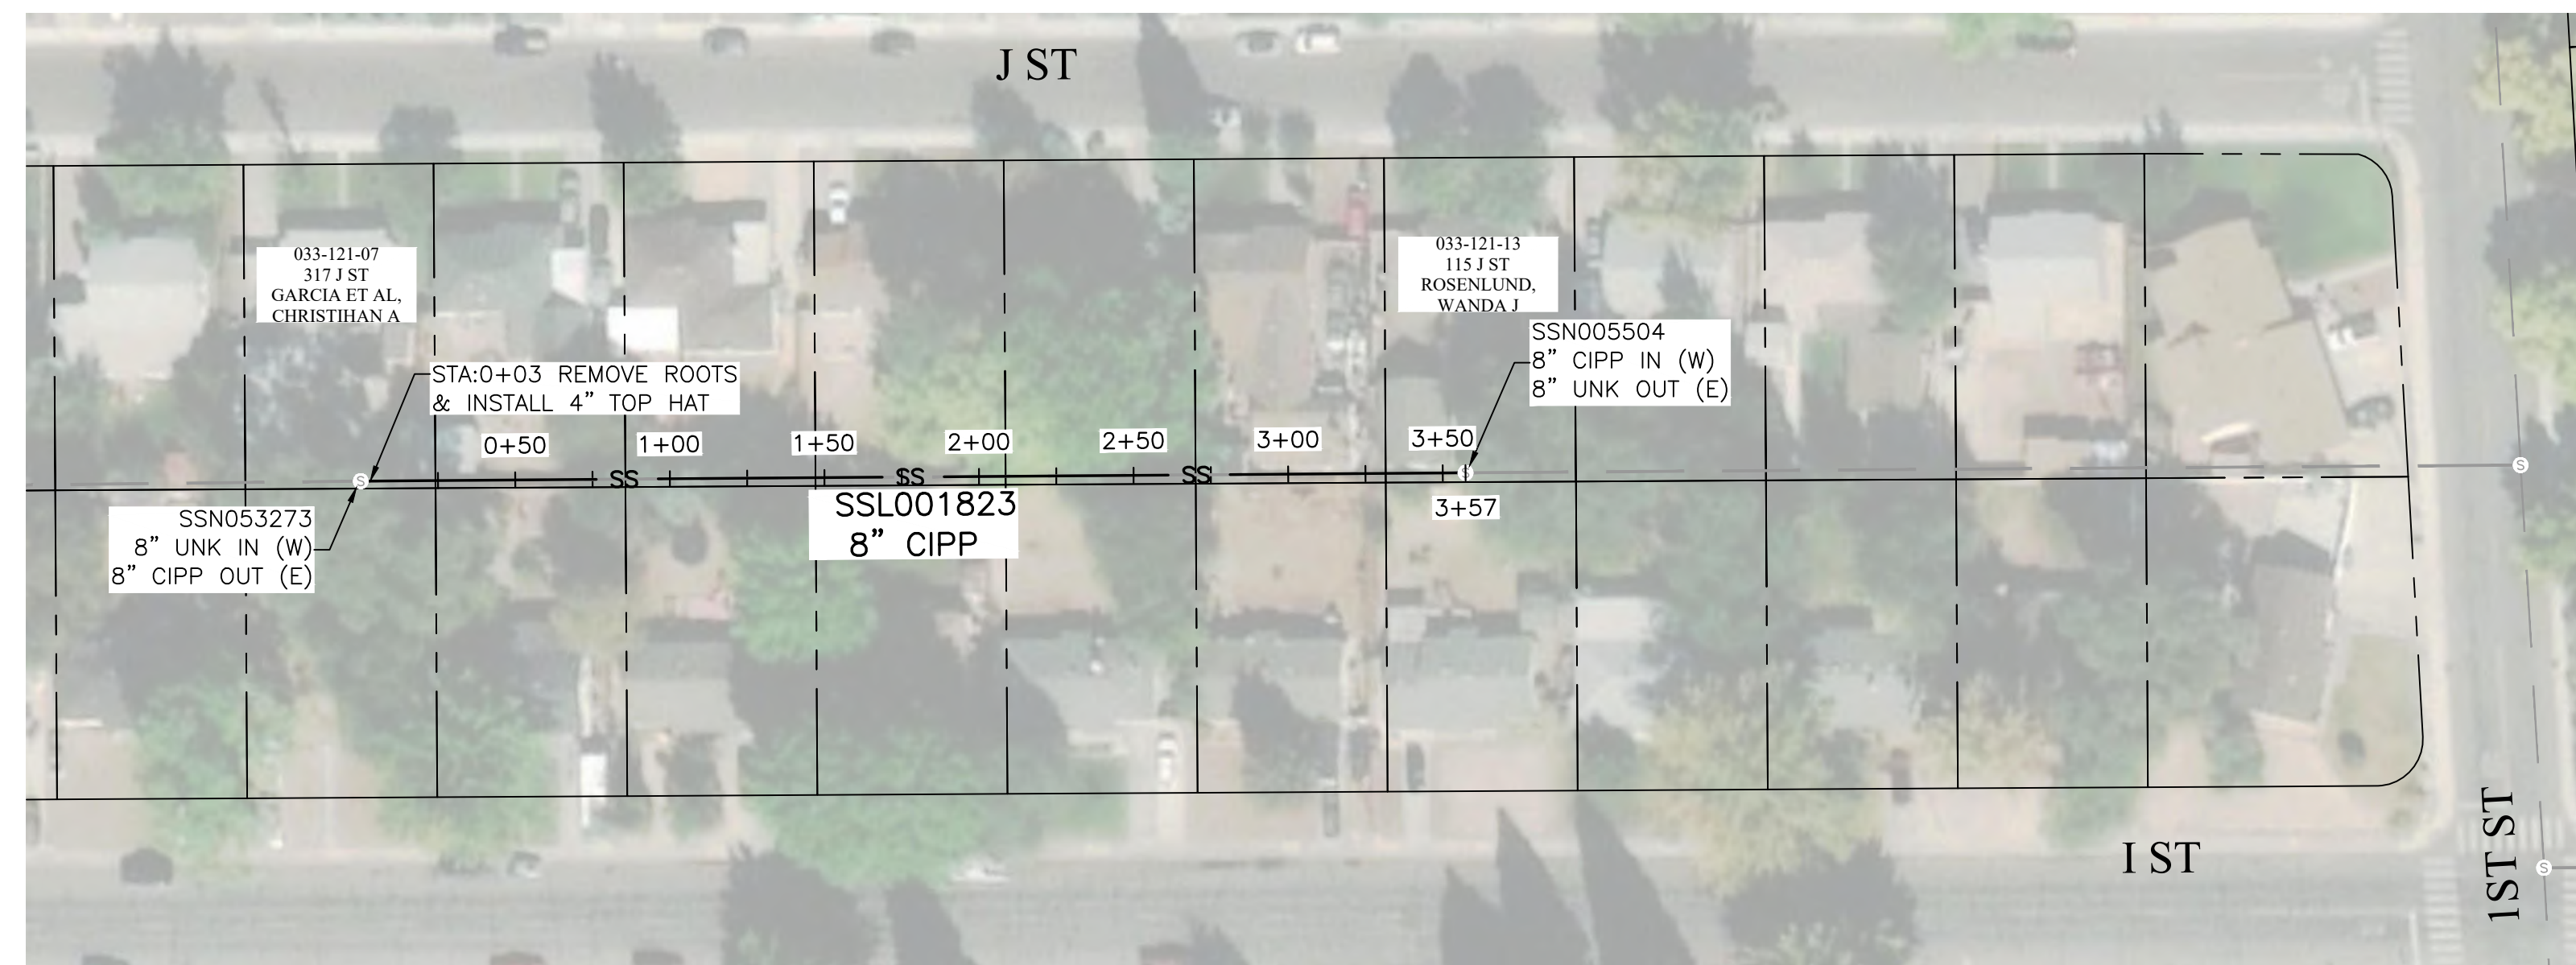 J ST
033-121-07
317 J ST
GARCIA ET AL,
CHRISTIHAN A
033-121-13
115 J ST
ROSENLUND,
WANDA J
SSN005504
8" CIPP IN (W)
8" UNK OUT (E)
STA:0+03 REMOVE ROOTS
& INSTALL 4" TOP HAT
0+50 1+00 1+50 2+00 2+50 3+00 3+50
S SS SS SS S S
SSL001823
8" CIPP
3+57
SSN053273
8" UNK IN (W)
8" CIPP OUT (E)
I ST
1ST ST
S